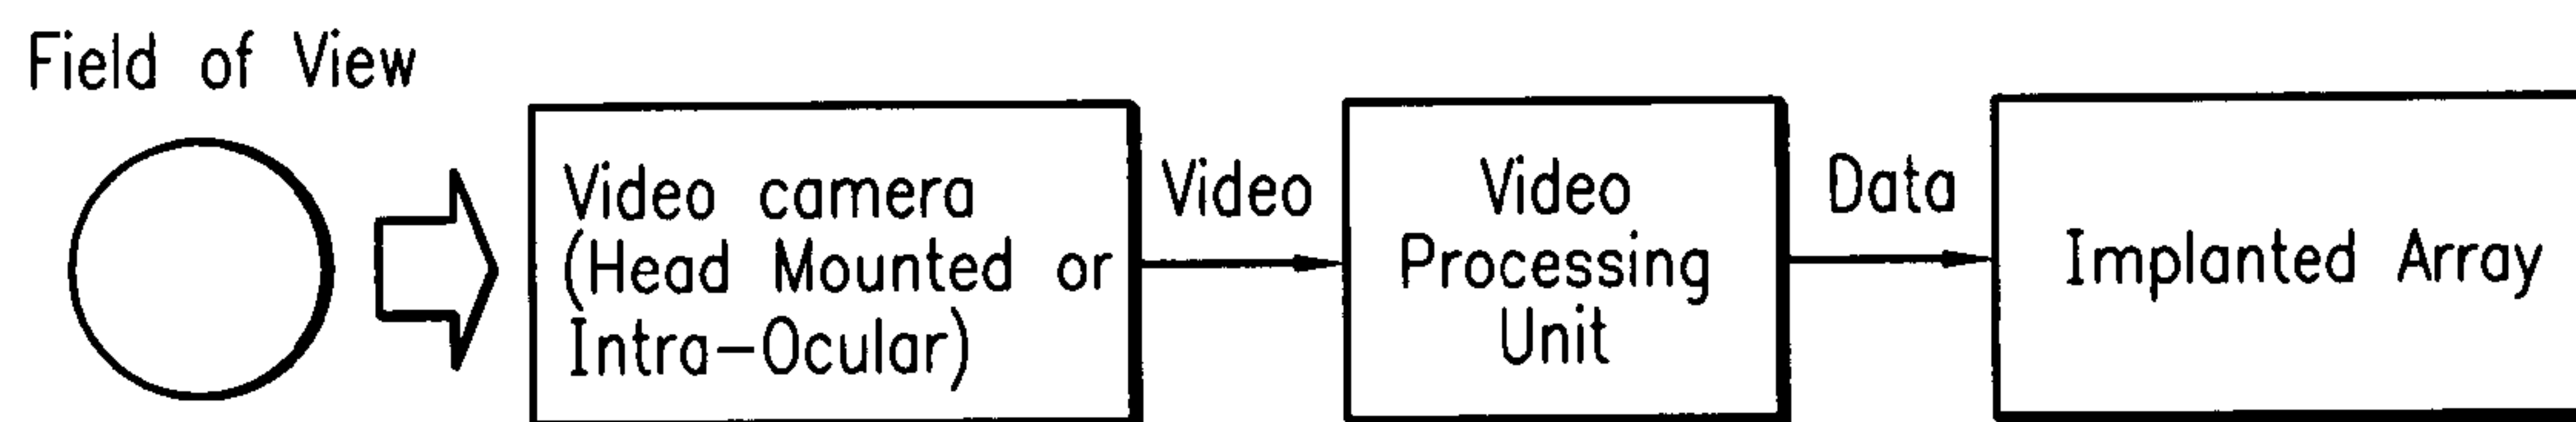 Field of View
Video camera
(Head Mounted or
Intra-Ocular)
Video
Video
Processing
Unit
Data
Implanted Array